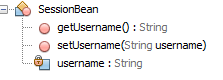 SessionBean
getUsername() : String
setUsername(String username)
username : String